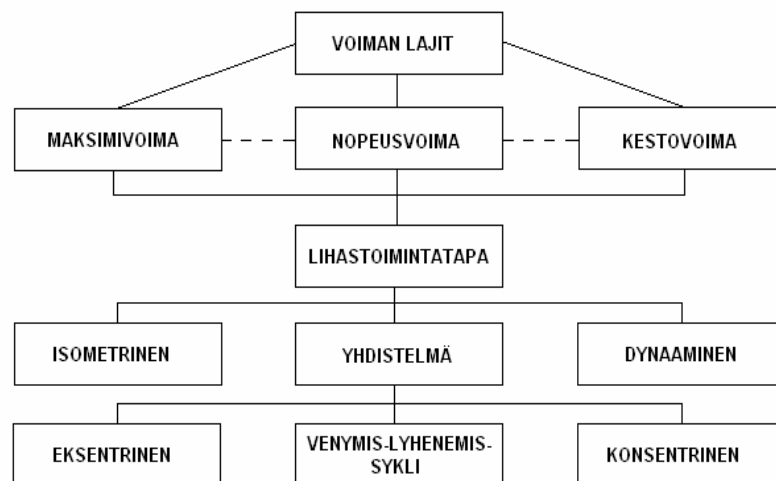 VOIMAN LAJIT
MAKSIMIVOIMA
NOPEUSVOIMA
KESTOVOIMA
LIHASTOIMINTATAPA
ISOMETRINEN
YHDISTELMÄ
DYNAAMINEN
EKSENTRINEN
VENYMIS-LYHENEMIS-
SYKLI
KONSENTRINEN